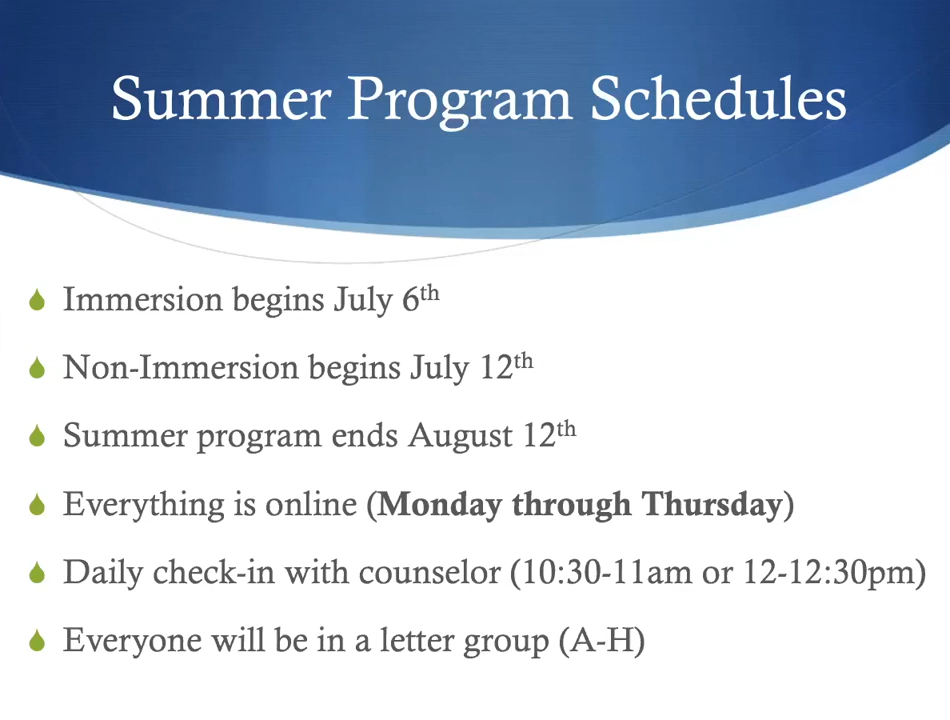 Summer Program Schedules
Immersion begins July 6th
Non-Immersion begins July 12th
Summer program ends August 12th
Everything is online (Monday through Thursday)
Daily check-in with counselor (10:30-11am or 12-12:30pm)
Everyone will be in a letter group (A-H)